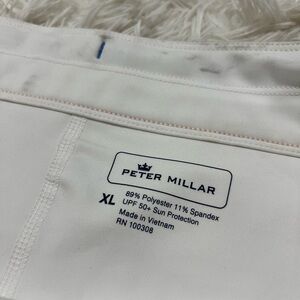 PETER MILLAR
XL
89% Polyester 11% Spandex
UPF 50+ Sun Protection
Made in Vietnam
RN 100308